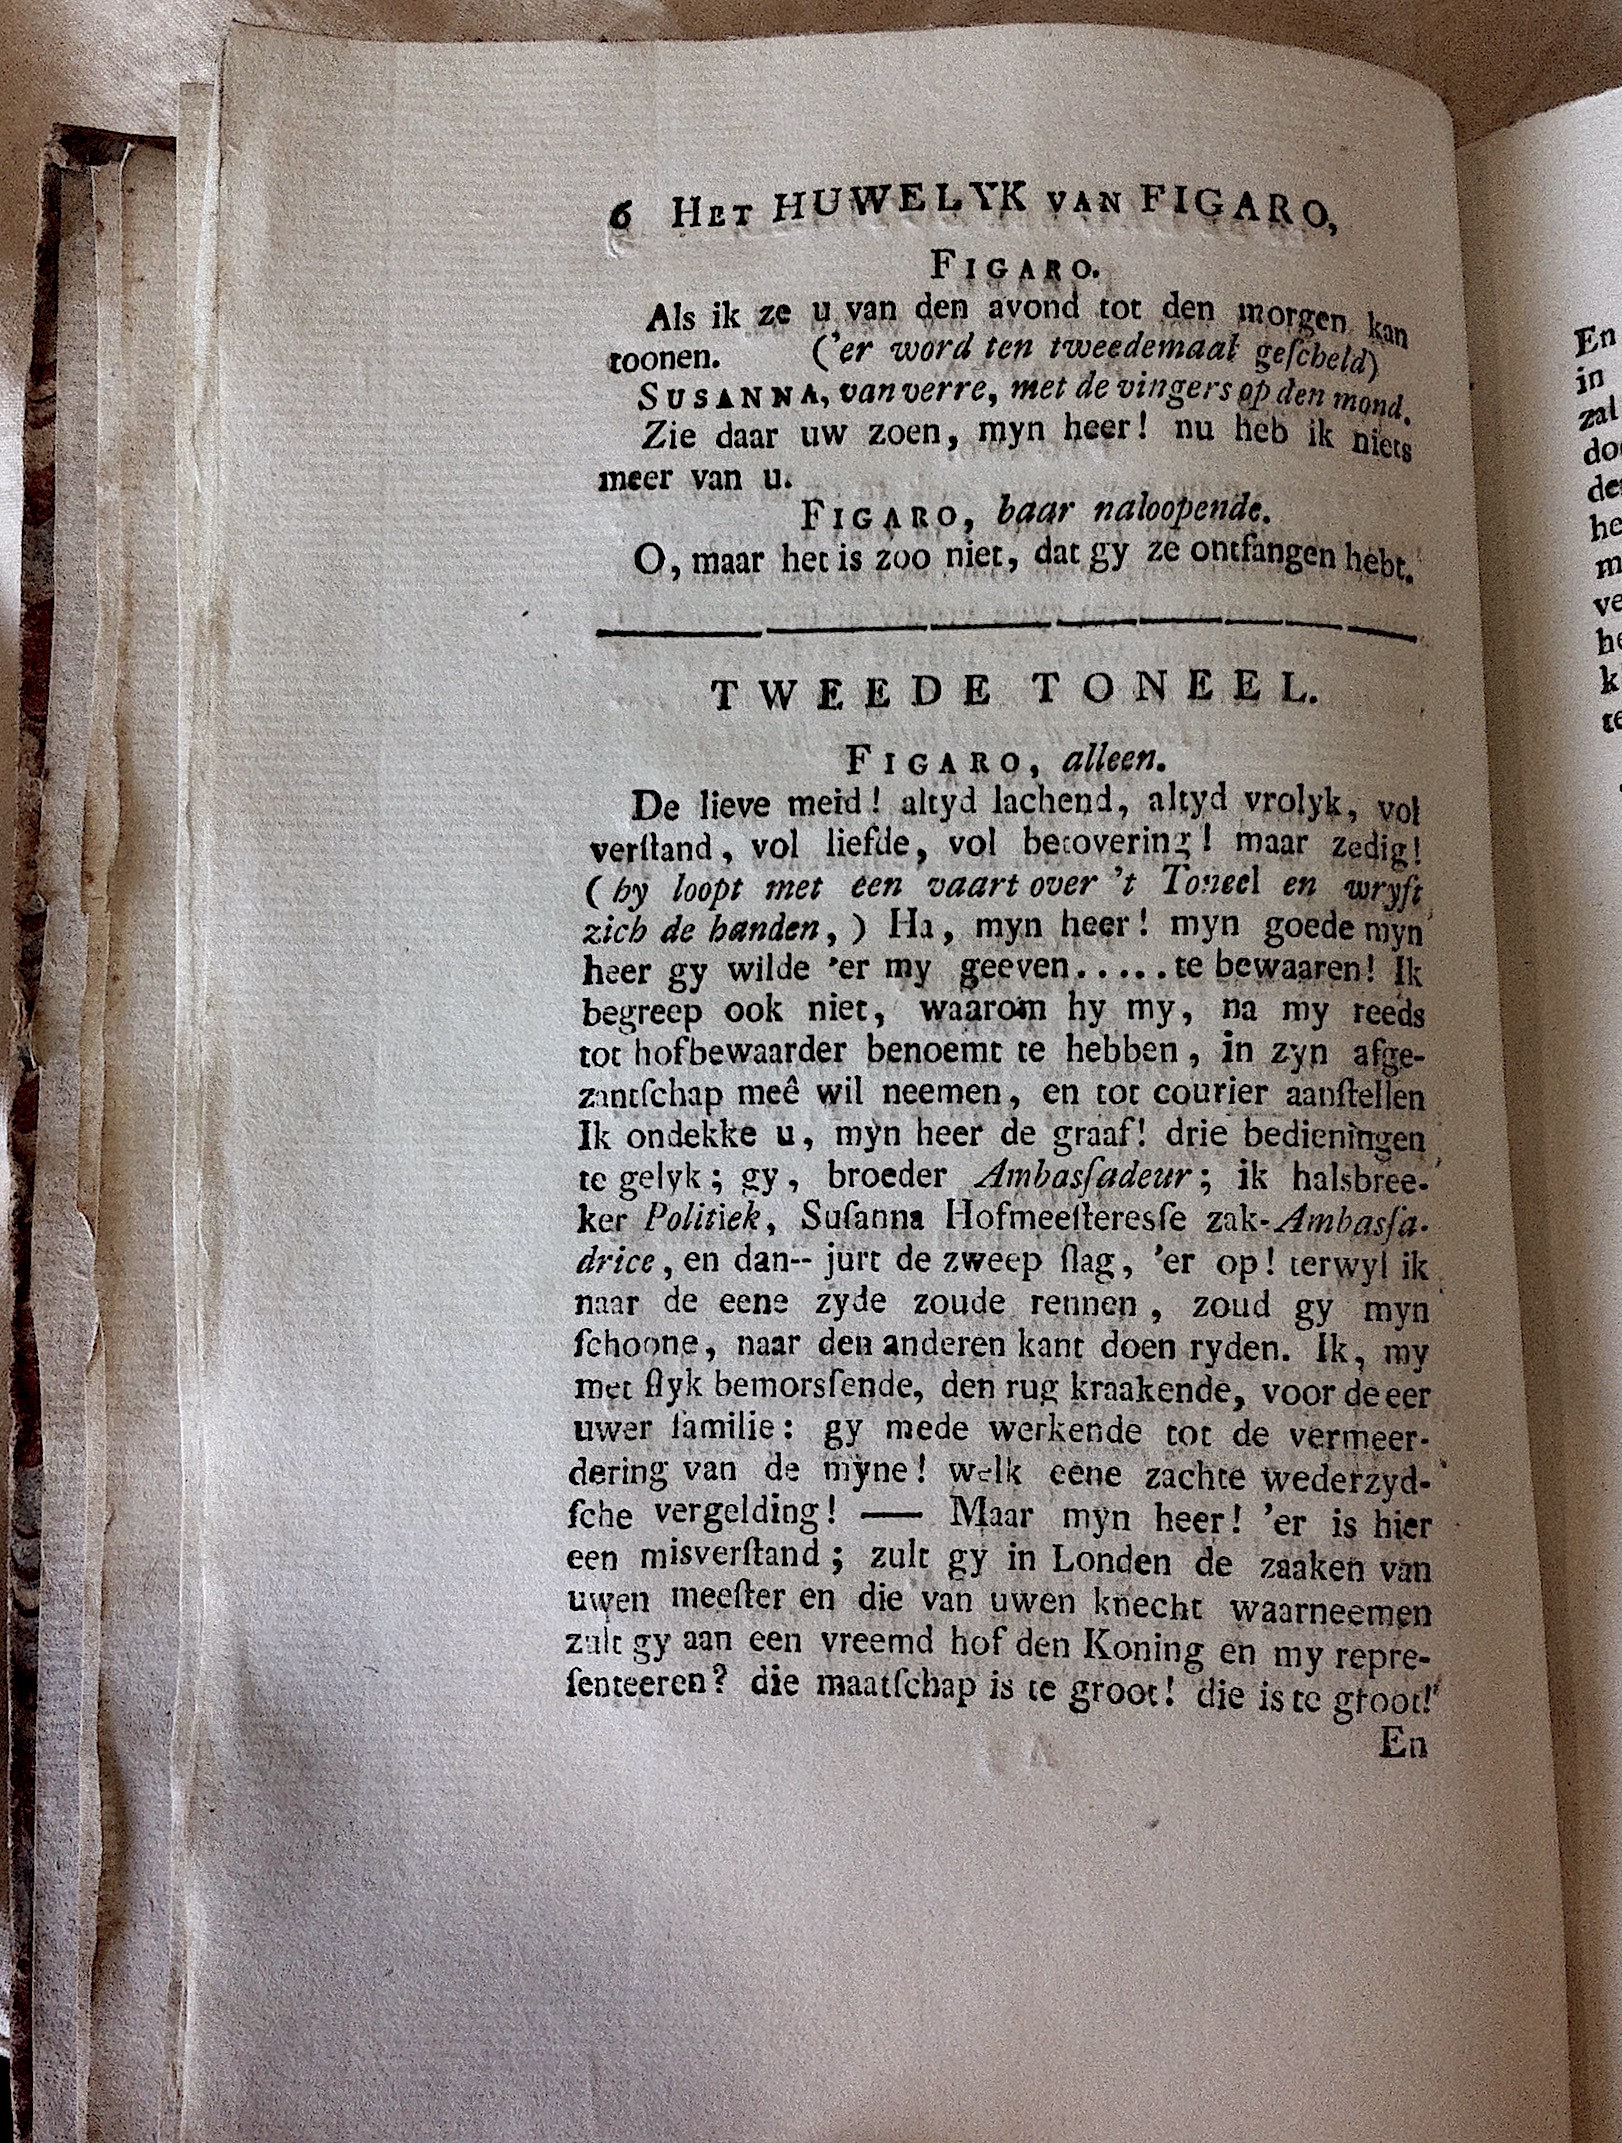 6 HET HUWELYK VAN FIGARO,
FIGARO.
Als ik ze u van den avond tot den morgen kan
toonen. ('er word ten tweedemaal geſcheld)
SUSANNA, van verre, met de vingers op den mond.
Zie daar uw zoen, myn heer! nu heb ik niets
meer van u.
FIGARO, haar naloopende.
O, maar het is zoo niet, dat gy ze ontfangen hebt.
TWEEDE TONEEL.
FIGARO, alleen.
De lieve meid! altyd lachend, altyd vrolyk, vol
verſtand, vol liefde, vol betovering! maar zedig!
(hy loopt met een vaart over 't Toneel en wryft
zich de handen,) Ha, myn heer! myn goede myn
heer gy wilde 'er my geeven.....te bewaaren! Ik
begreep ook niet, waarom hy my, na my reeds
tot hofbewaarder benoemt te hebben, in zyn afge-
zantſchap meê wil neemen, en tot courier aanſtellen
Ik ondekke u, myn heer de graaf! drie bedieningen
te gelyk; gy, broeder Ambasſadeur; ik halsbree-
ker Politiek, Suſanna Hofmeeſteresſe zak-Ambasſa-
drice, en dan-- jurt de zweep ſlag, 'er op! terwyl ik
naar de eene zyde zoude rennen, zoud gy myn
ſchoone, naar den anderen kant doen ryden. Ik, my
met ſlyk bemorsſende, den rug kraakende, voor de eer
uwer familie: gy mede werkende tot de vermeer-
dering van de myne! welk eene zachte wederzyd-
ſche vergelding! —— Maar myn heer! 'er is hier
een misverſtand; zult gy in Londen de zaaken van
uwen meeſter en die van uwen knecht waarneemen
zult gy aan een vreemd hof den Koning en my repre-
ſenteeren? die maatſchap is te groot! die is te groot!
En
En
in
zal
do
de
he
m
ve
he
k
te